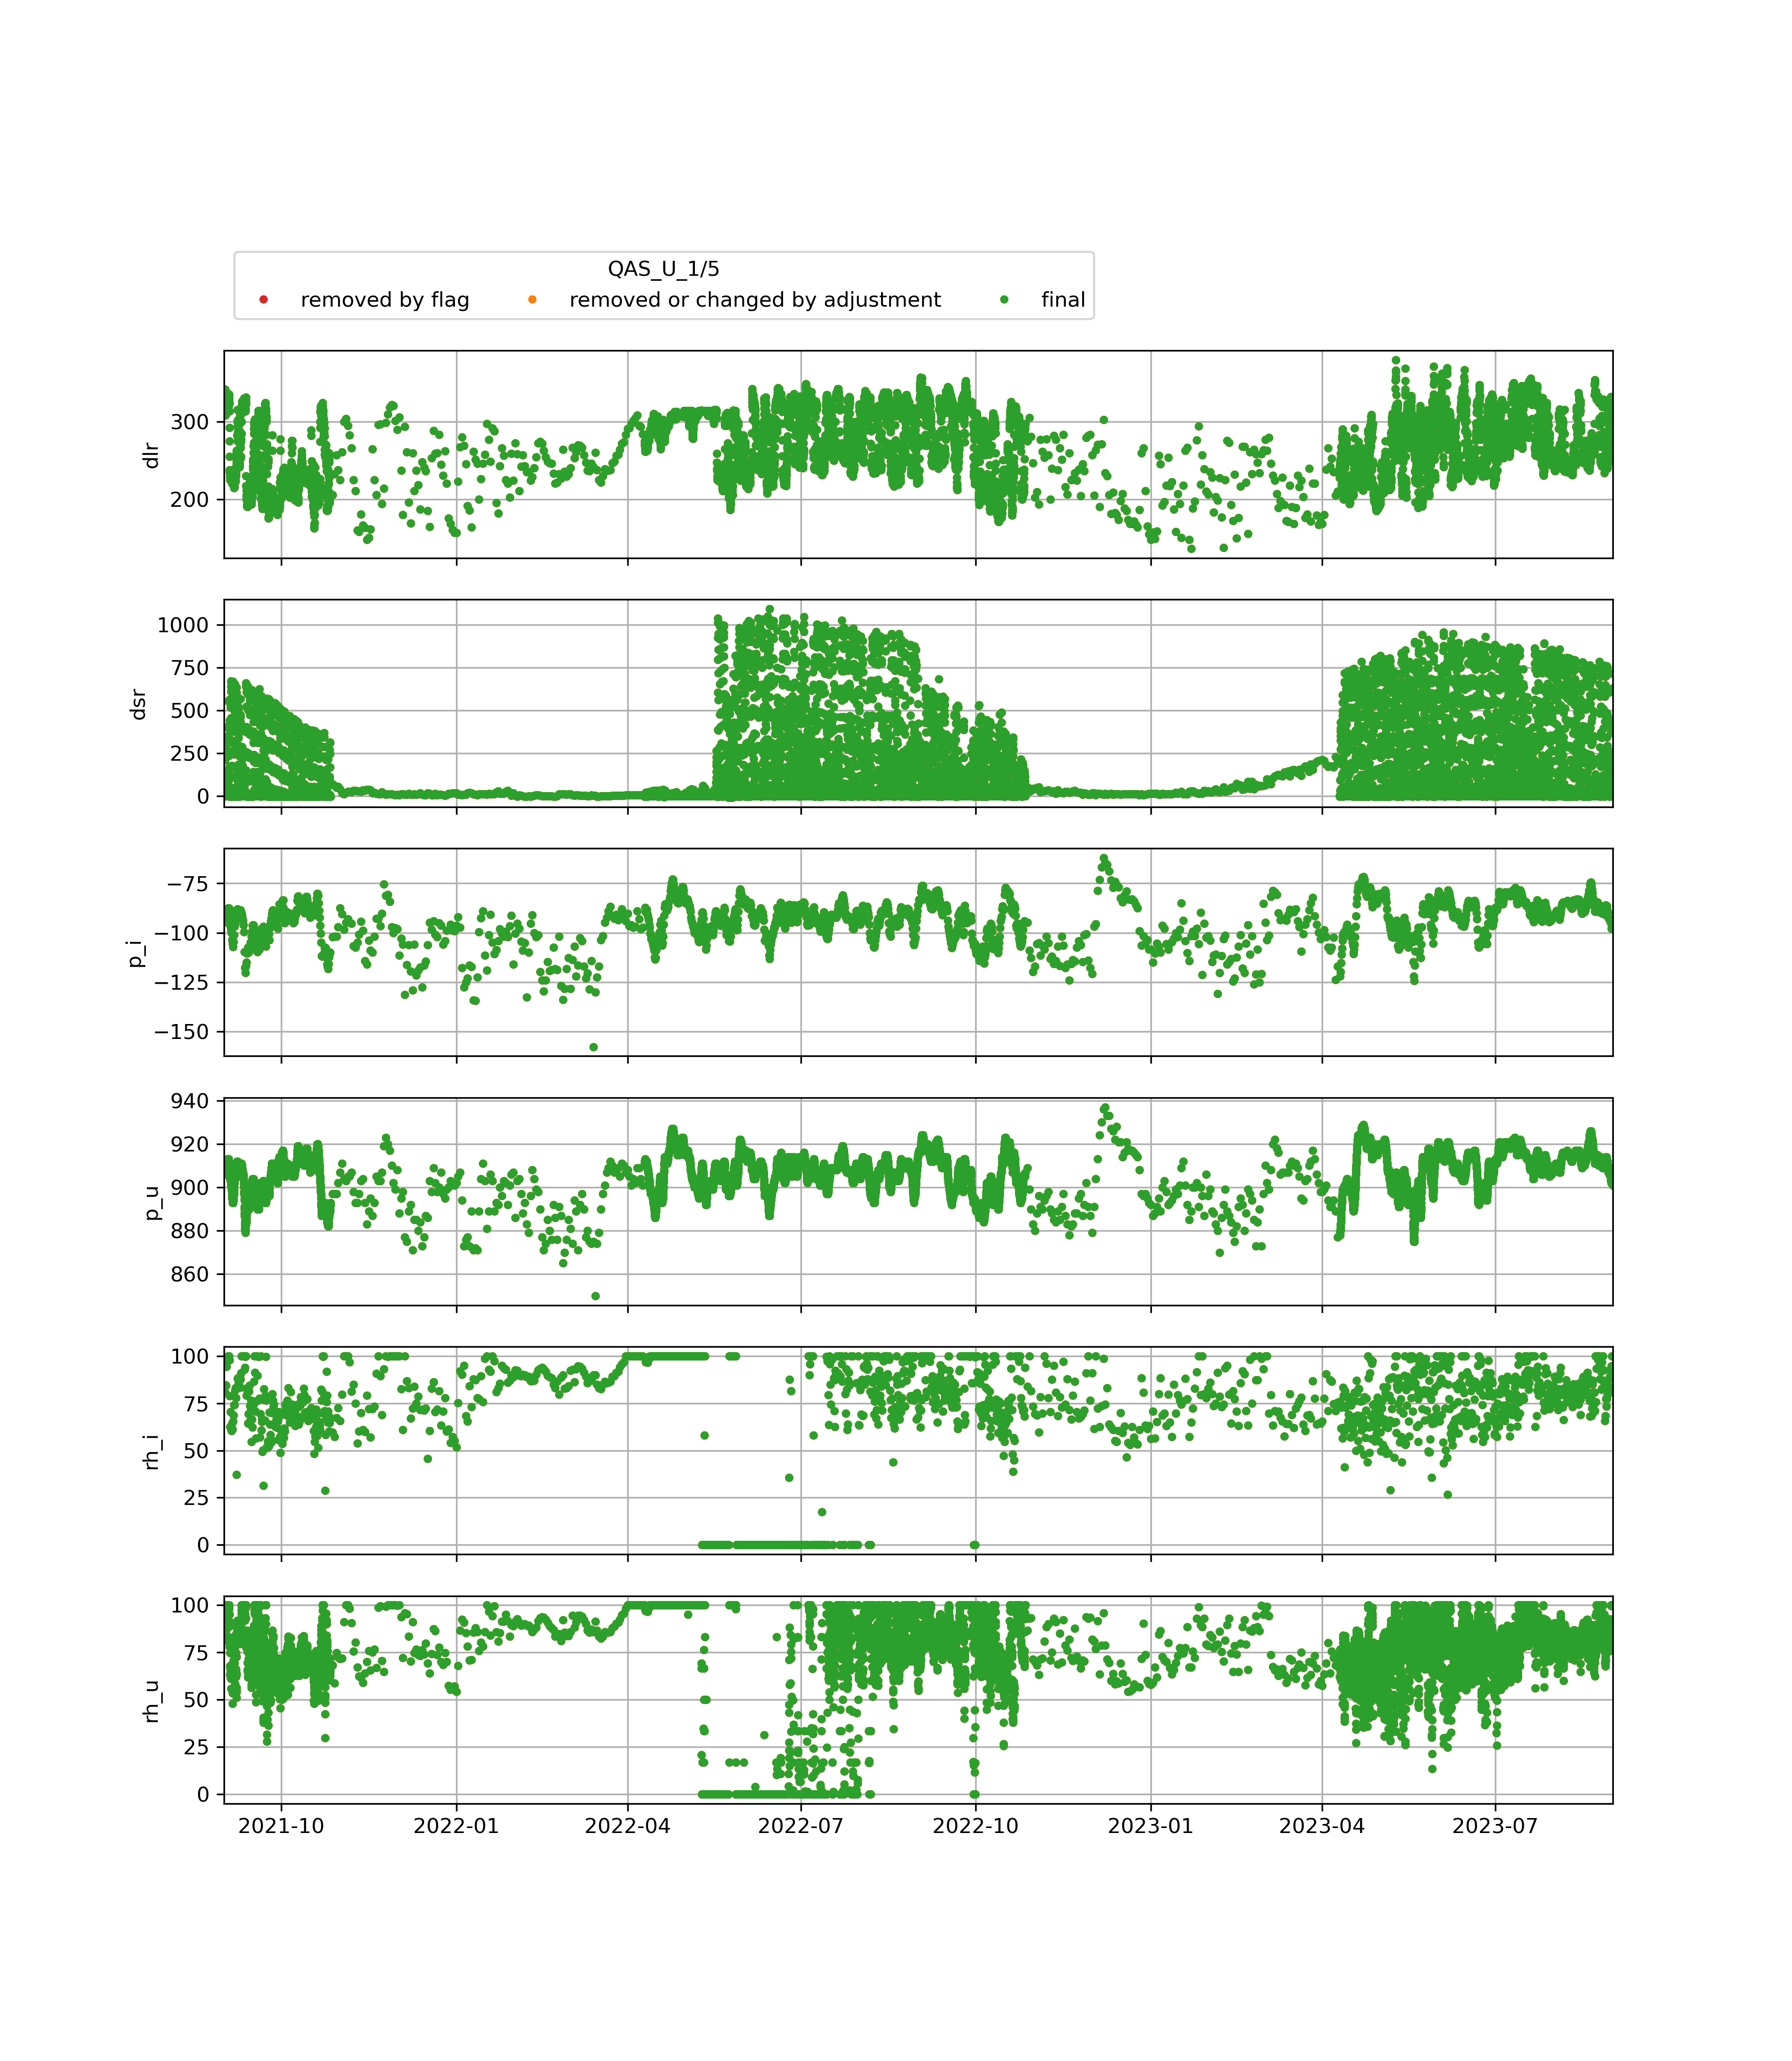 QAS_U_1/5
removed by flag removed or changed by adjustment final
300
200
dlr
1000
750
500
250
0
dsr
−75
−100
−125
−150
p_i
940
920
900
880
860
p_u
100
75
50
25
0
rh_i
100
75
50
25
0
rh_u
2021-10 2022-01 2022-04 2022-07 2022-10 2023-01 2023-04 2023-07